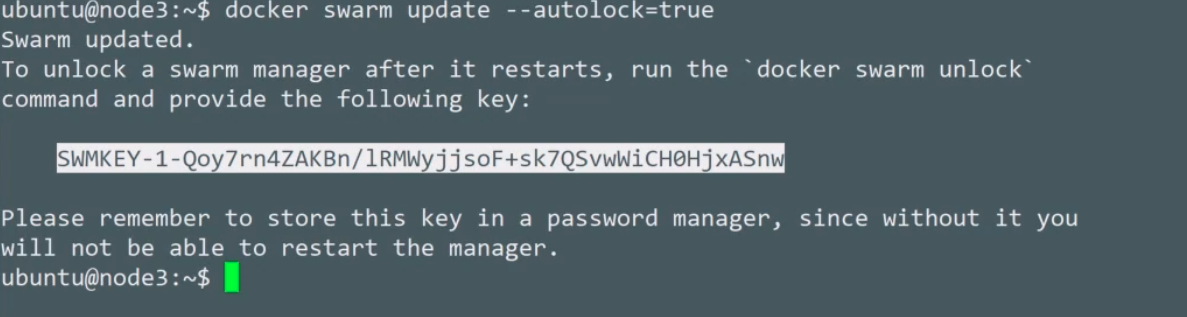 ubuntu@node3:~$ docker swarm update --autolock=true
Swarm updated.
To unlock a swarm manager after it restarts, run the `docker swarm unlock`
command and provide the following key:
SWMKEY-1-Qoy7rn4ZAKBn/lRMWyjjsoF+sk7QSvwWiCH0HjxASnw
Please remember to store this key in a password manager, since without it you
will not be able to restart the manager.
ubuntu@node3:~$